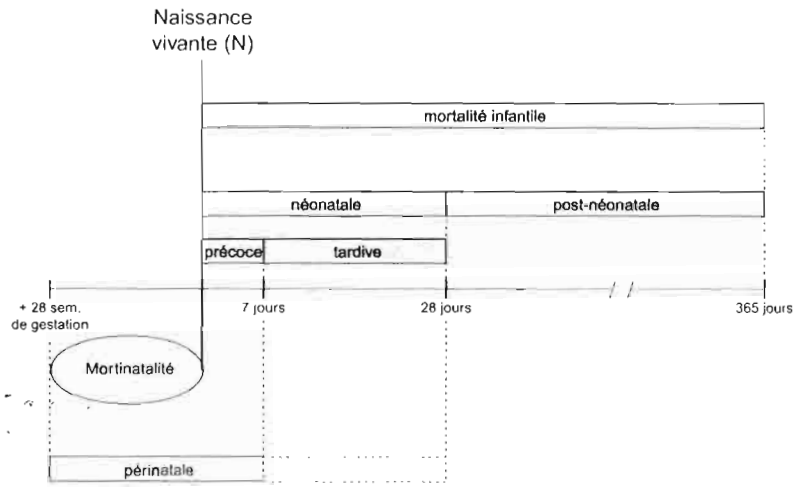 Naissance
vivante (N)
mortalité infantile
néonatale
post-néonatale
précoce
tardive
+ 28 sem.
de gestation
7 jours
28 jours
365 jours
Mortinatalité
périnatale